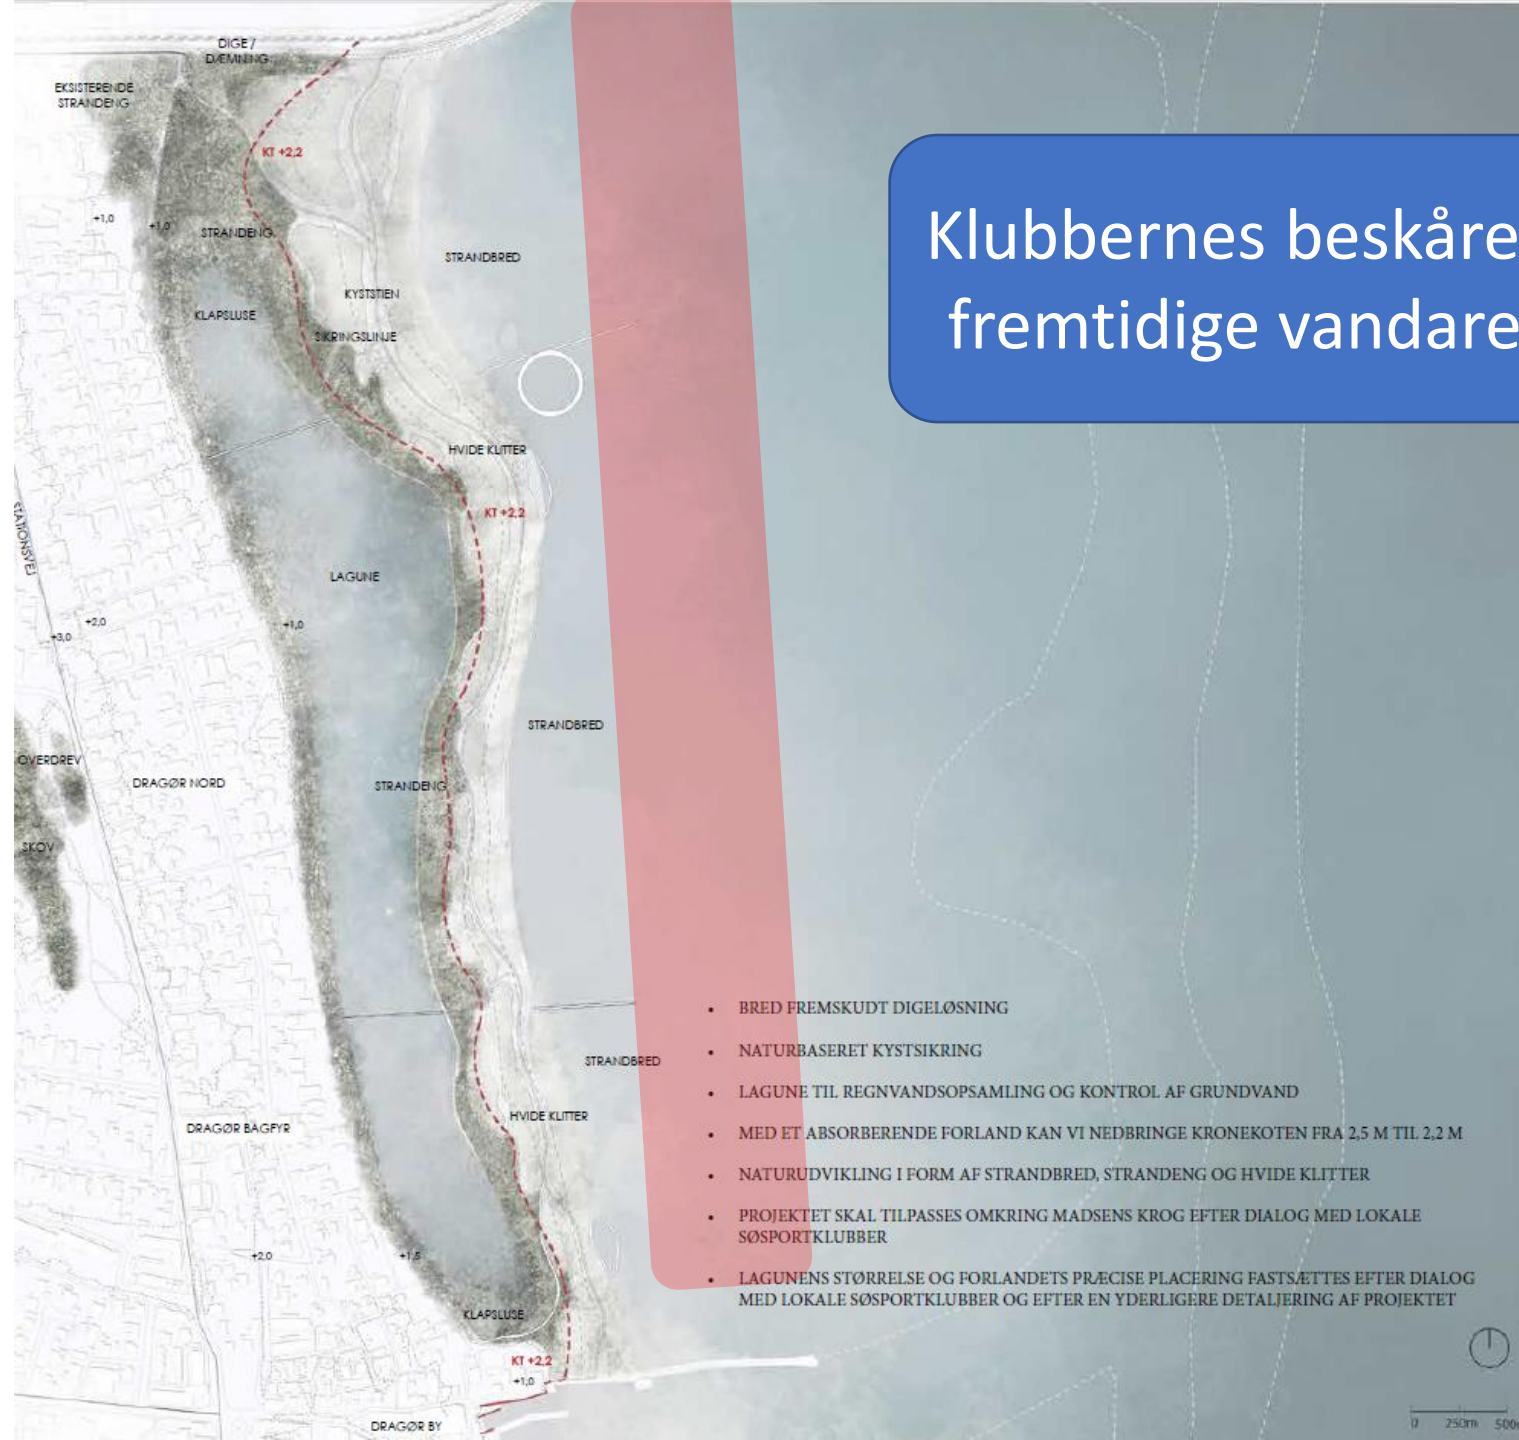 DIGE /
DÆMNING
EKSISTERENDE
STRANDENG
KT +2,2
+1,0
+1,0
STRANDENG
STRANDBRED
Klubbernes beskåre
fremtidige vandare
KYSTSTIEN
KLAPSLUSE
SIKRINGSLINJE
HVIDE KLITTER
KT +2,2
STATIONSVEJ
LAGUNE
+2,0
+1,0
+3,0
STRANDBRED
OVERDREV
DRAGØR NORD
STRANDENG
SKOV
• BRED FREMSKUDT DIGELØSNING
• NATURBASERET KYSTSIKRING
STRANDBRED
• LAGUNE TIL REGNVANDSOPSAMLING OG KONTROL AF GRUNDVAND
HVIDE KLITTER
DRAGØR BAGFYR
• MED ET ABSORBERENDE FORLAND KAN VI NEDBRINGE KRONEKOTEN FRA 2,5 M TIL 2,2 M
• NATURUDVIKLING I FORM AF STRANDBRED, STRANDENG OG HVIDE KLITTER
• PROJEKTET SKAL TILPASSES OMKRING MADSENS KROG EFTER DIALOG MED LOKALE
SØSPORTKLUBBER
+2,0
+1,5
• LAGUNENS STØRRELSE OG FORLANDETS PRÆCISE PLACERING FASTSÆTTES EFTER DIALOG
MED LOKALE SØSPORTKLUBBER OG EFTER EN YDERLIGERE DETALJERING AF PROJEKTET
KLAPSLUSE
KT +2,2
+1,0
DRAGØR BY
0 250m 500